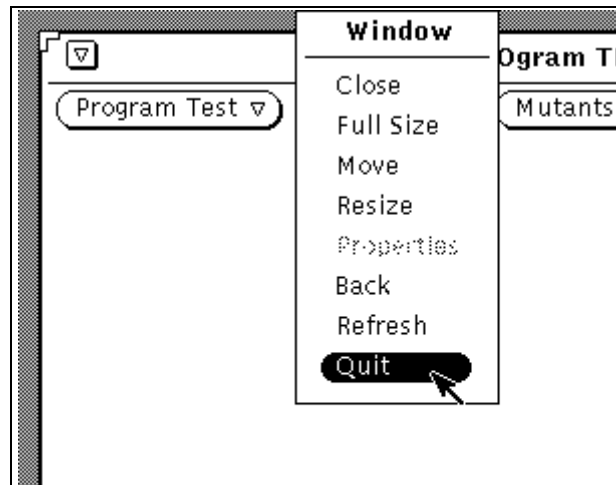 Window
ogram T
Program Test
Mutants
Close
Full Size
Move
Resize
Properties
Back
Refresh
Quit